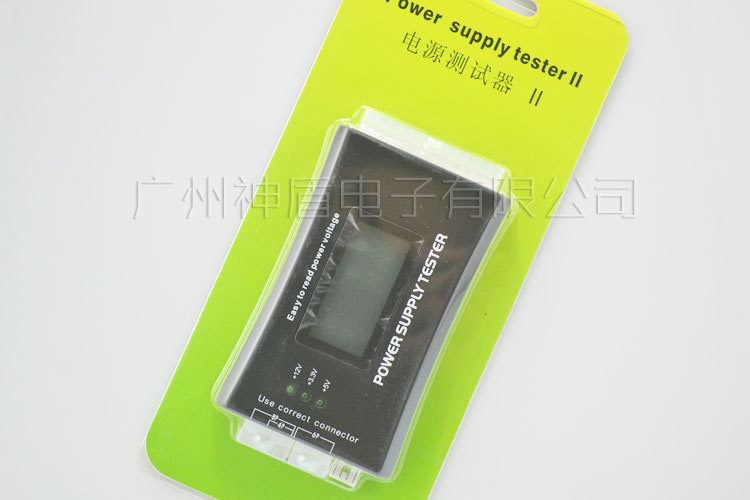 Power supply tester II
电源测试器 II
广州神盾电子有限公司
Easy to read power voltage
POWER SUPPLY TESTER
+12V +3.3V +5V
Use correct connector
8P 4P 6P